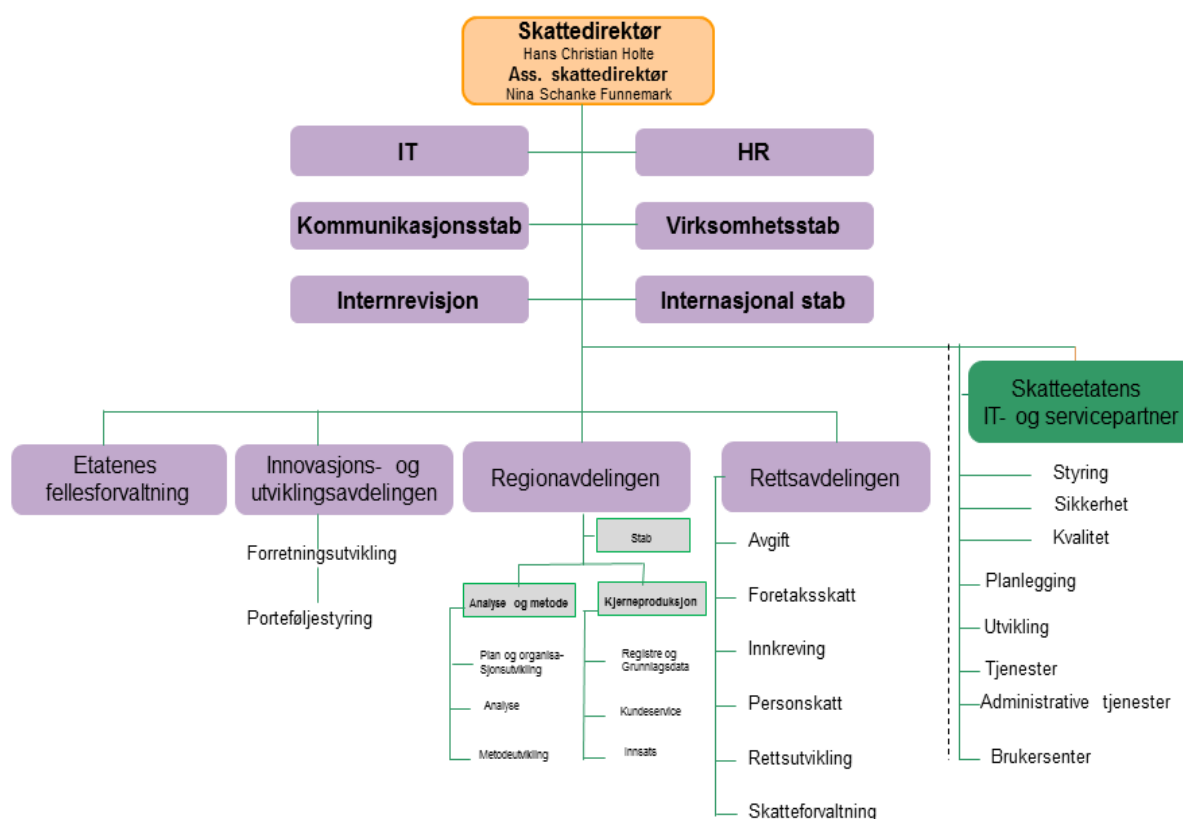 Skattedirektør
Hans Christian Holte
Ass. skattedirektør
Nina Schanke Funnemark
IT
HR
Kommunikasjonsstab
Virksomhetsstab
Internrevisjon
Internasjonal stab
Skatteetatens
IT- og servicepartner
Etatenes
fellesforvaltning
Innovasjons- og
utviklingsavdelingen
Regionavdelingen
Rettsavdelingen
Forretningsutvikling
Porteføljestyring
Stab
Analyse og metode
Kjerneproduksjon
Plan og organisa-
Sjonsutvikling
Analyse
Metodeutvikling
Registre og
Grunnlagsdata
Kundeservice
Innsats
Avgift
Foretaksskatt
Innkreving
Personskatt
Rettsutvikling
Skatteforvaltning
Styring
Sikkerhet
Kvalitet
Planlegging
Utvikling
Tjenester
Administrative tjenester
Brukersenter